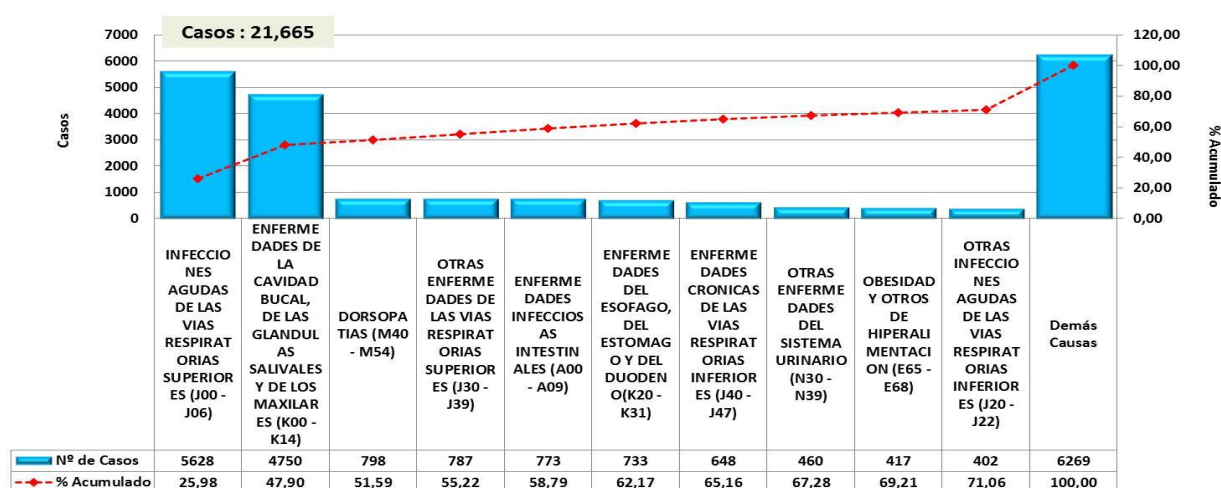 Casos : 21,665
7000
6000
5000
4000
3000
2000
1000
0
Casos
120,00
100,00
80,00
60,00
40,00
20,00
0,00
% Acumulado
INFECCIO
NES
AGUDAS
DE LAS
VIAS
RESPIRAT
ORIAS
SUPERIOR
ES (J00 -
J06)
ENFERME
DADES DE
LA
CAVIDAD
BUCAL,
DE LAS
GLANDUL
AS
SALIVALES
Y DE LOS
MAXILAR
ES (K00 -
K14)
DORSOPA
TIAS (M40
- M54)
OTRAS
ENFERME
DADES DE
LAS VIAS
RESPIRAT
ORIAS
SUPERIOR
ES (J30 -
J39)
ENFERME
DADES
INFECCIOS
AS
INTESTIN
ALES (A00
- A09)
ENFERME
DADES
DEL
ESOFAGO,
DEL
ESTOMAG
O Y DEL
DUODEN
O(K20 -
K31)
ENFERME
DADES
CRONICAS
DE LAS
VIAS
RESPIRAT
ORIAS
INFERIOR
ES (J40 -
J47)
OTRAS
ENFERME
DADES
DEL
SISTEMA
URINARIO
(N30 -
N39)
OBESIDAD
Y OTROS
DE
HIPERALI
MENTACI
ON (E65 -
E68)
OTRAS
INFECCIO
NES
AGUDAS
DE LAS
VIAS
RESPIRAT
ORIAS
INFERIOR
ES (J20 -
J22)
Demás
Causas
Nº de Casos 5628 4750 798 787 773 733 648 460 417 402 6269
% Acumulado 25,98 47,90 51,59 55,22 58,79 62,17 65,16 67,28 69,21 71,06 100,00